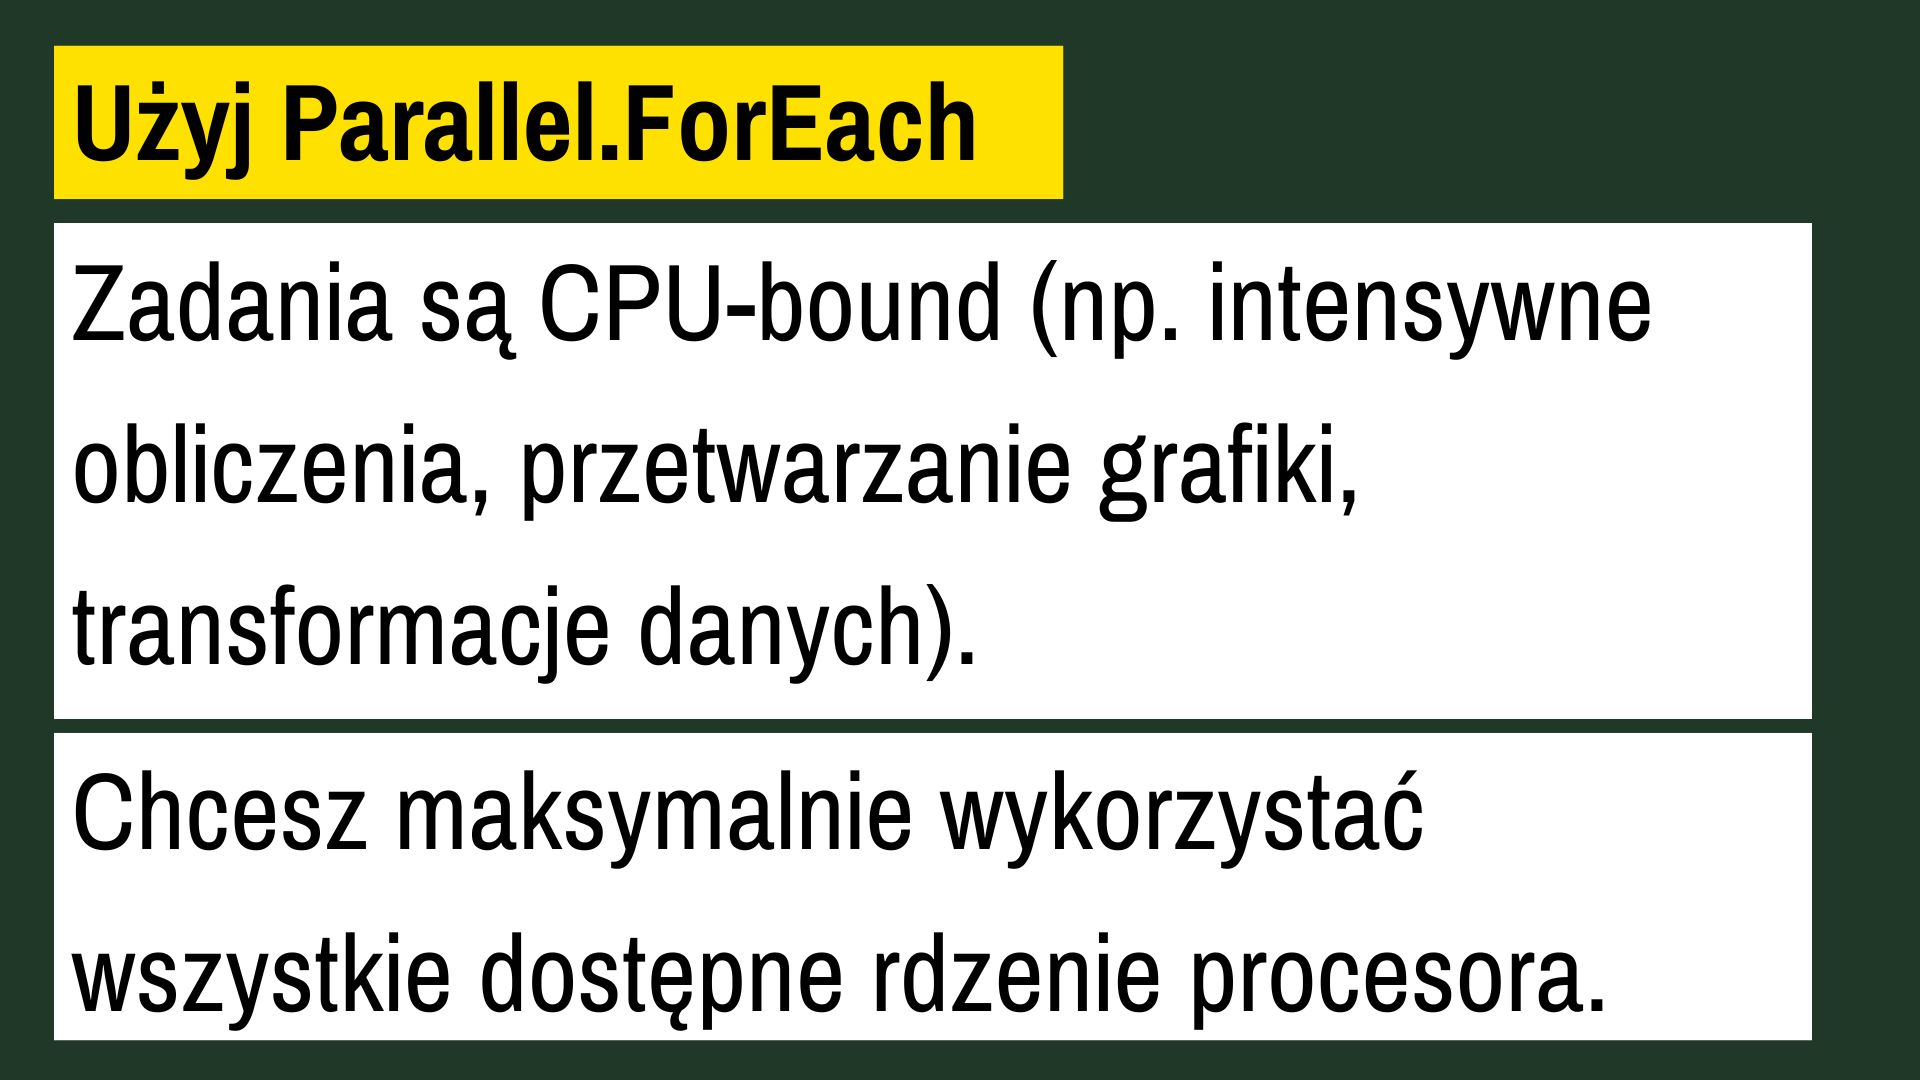 Użyj Parallel.ForEach
Zadania są CPU-bound (np. intensywne
obliczenia, przetwarzanie grafiki,
transformacje danych).
Chcesz maksymalnie wykorzystać
wszystkie dostępne rdzenie procesora.